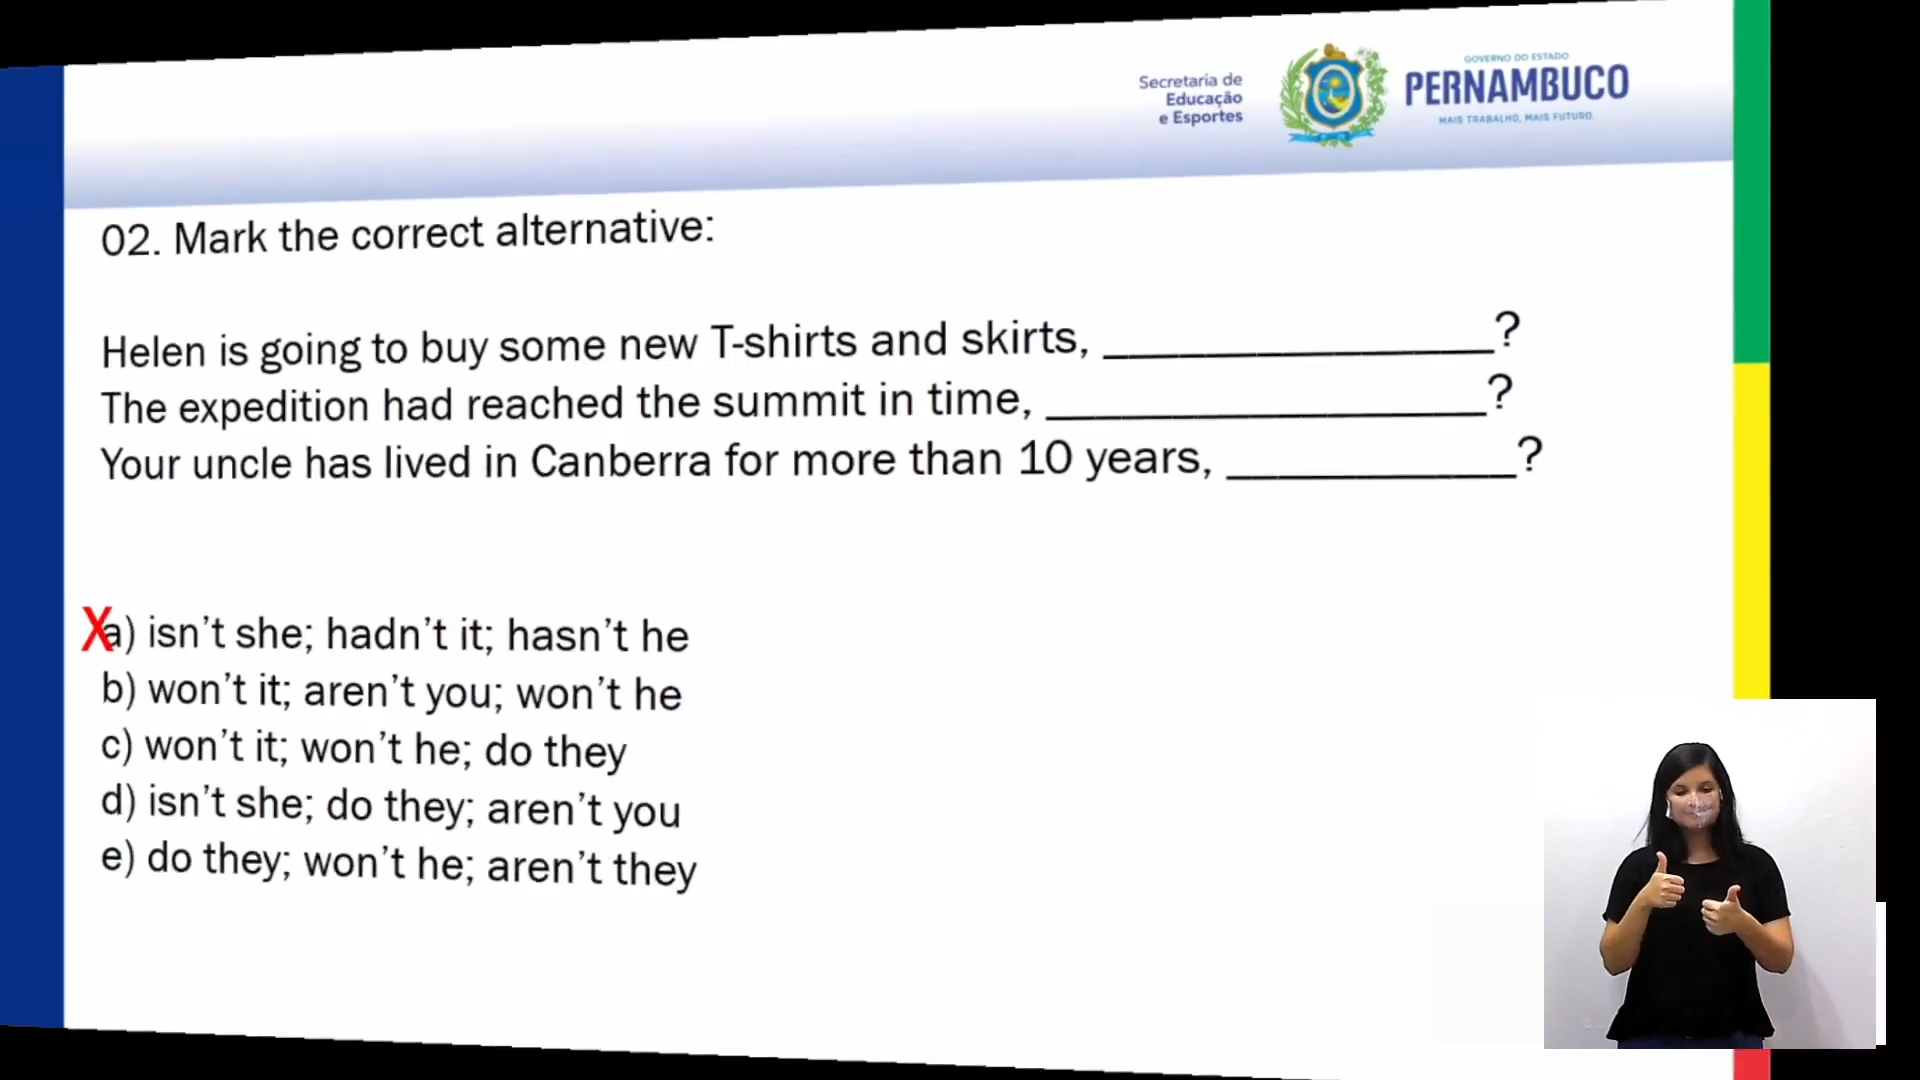 Secretaria de
Educação
e Esportes
GOVERNO DO ESTADO
PERNAMBUCO
MAIS TRABALHO, MAIS FUTURO.
02. Mark the correct alternative:
Helen is going to buy some new T-shirts and skirts, _______________?
The expedition had reached the summit in time, _________________?
Your uncle has lived in Canberra for more than 10 years, ___________?
X a) isn't she; hadn't it; hasn't he
b) won't it; aren't you; won't he
c) won't it; won't he; do they
d) isn't she; do they; aren't you
e) do they; won't he; aren't they